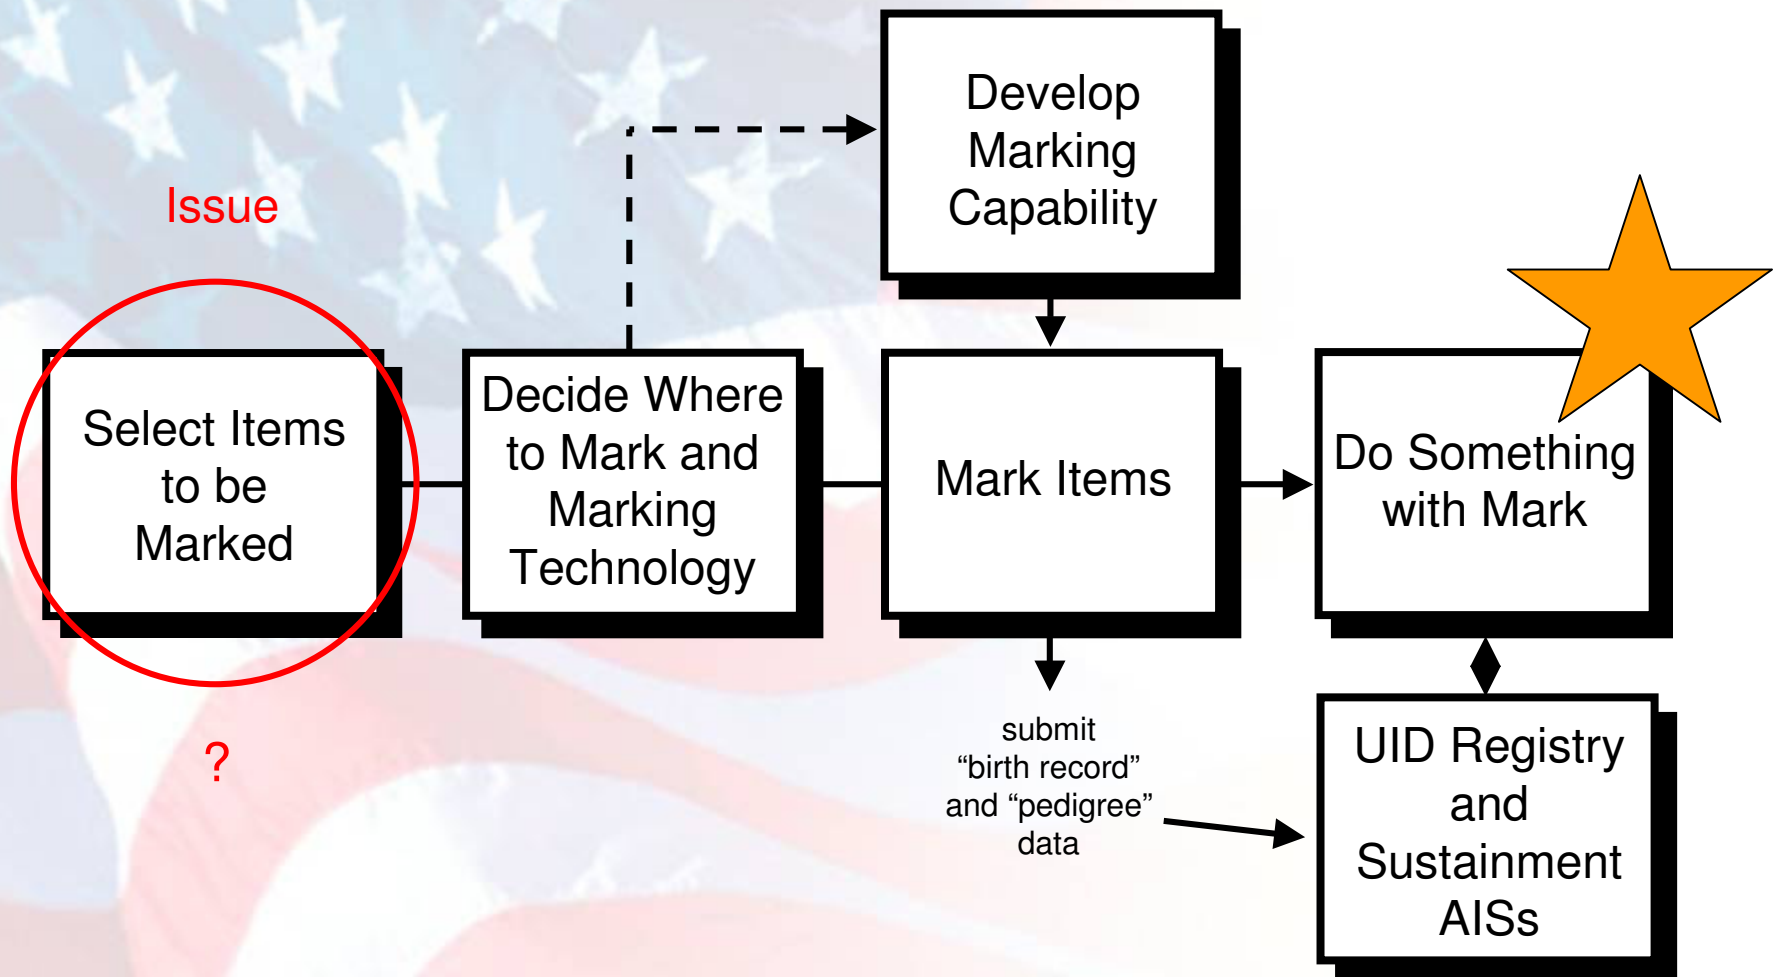 Issue
Select Items
to be
Marked
?
Decide Where
to Mark and
Marking
Technology
Develop
Marking
Capability
Mark Items
submit
“birth record”
and “pedigree”
data
Do Something
with Mark
UID Registry
and
Sustainment
AISs